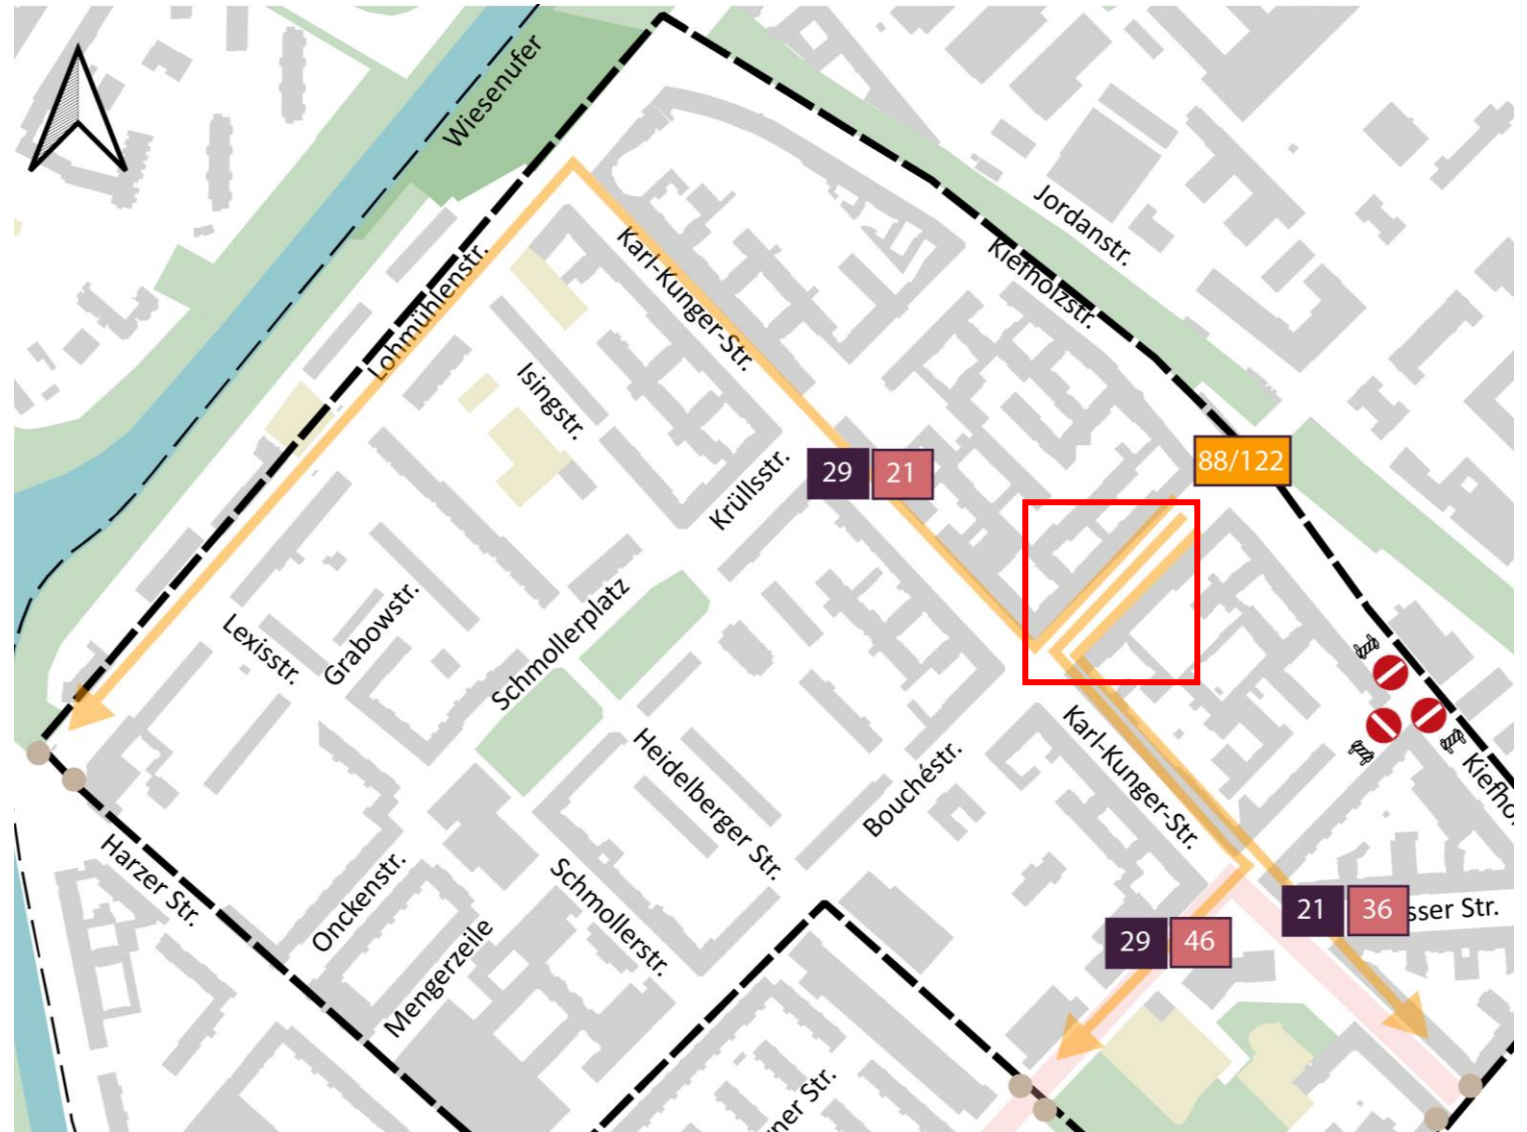 Wiesenufer
Jordanstr.
Kiefholzstr.
Karl-Kunger-Str.
Lohmühlenstr.
Isingstr.
Krüllsstr.
29 21
88/122
Grabowstr.
Lexisstr.
Schmollerplatz
Heidelberger Str.
Bouchéstr.
Karl-Kunger-Str.
Kiefho
Harzer Str.
Onckenstr.
Schmollerstr.
Mengerzeile
21 36
sser Str.
29 46
ner Str.